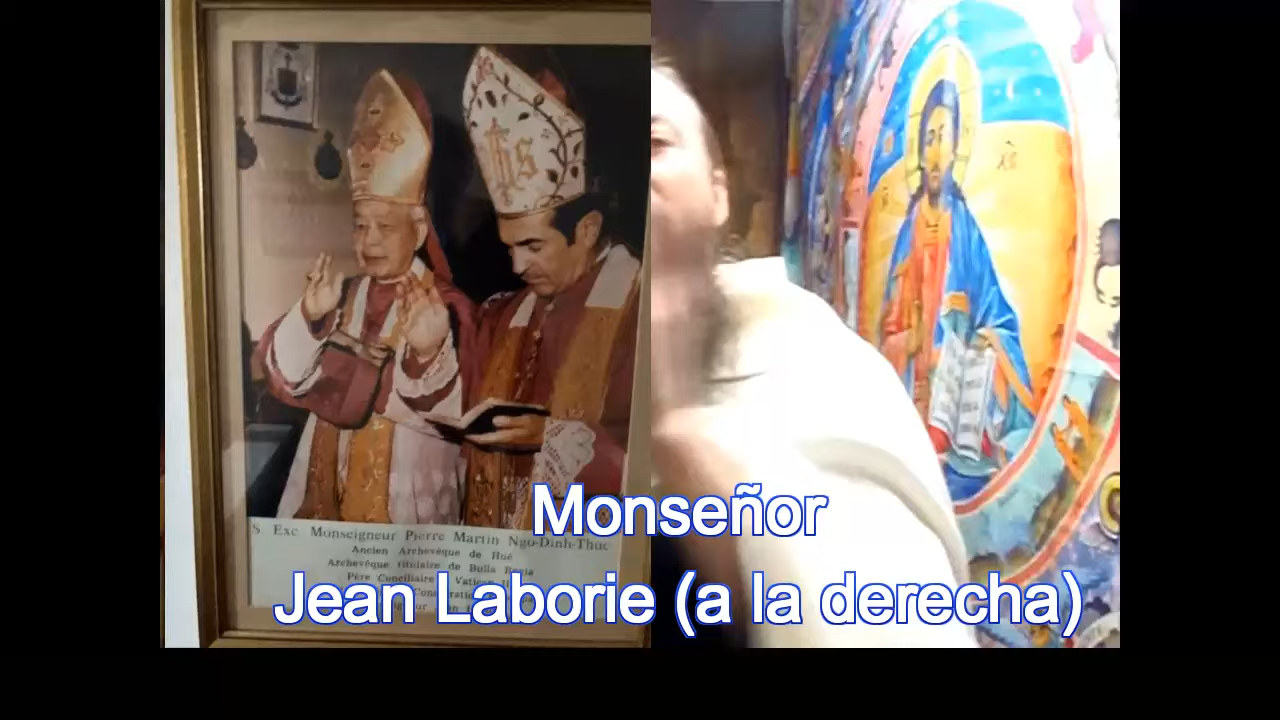 S. Exc. Monseigneur Pierre Martin Ngo-Dinh-Thuc
Ancien Archevêque de Hué
Archevêque titulaire de Bulla Regia
Père Conciliaire Vatican
Monseñor
Jean Laborie (a la derecha)